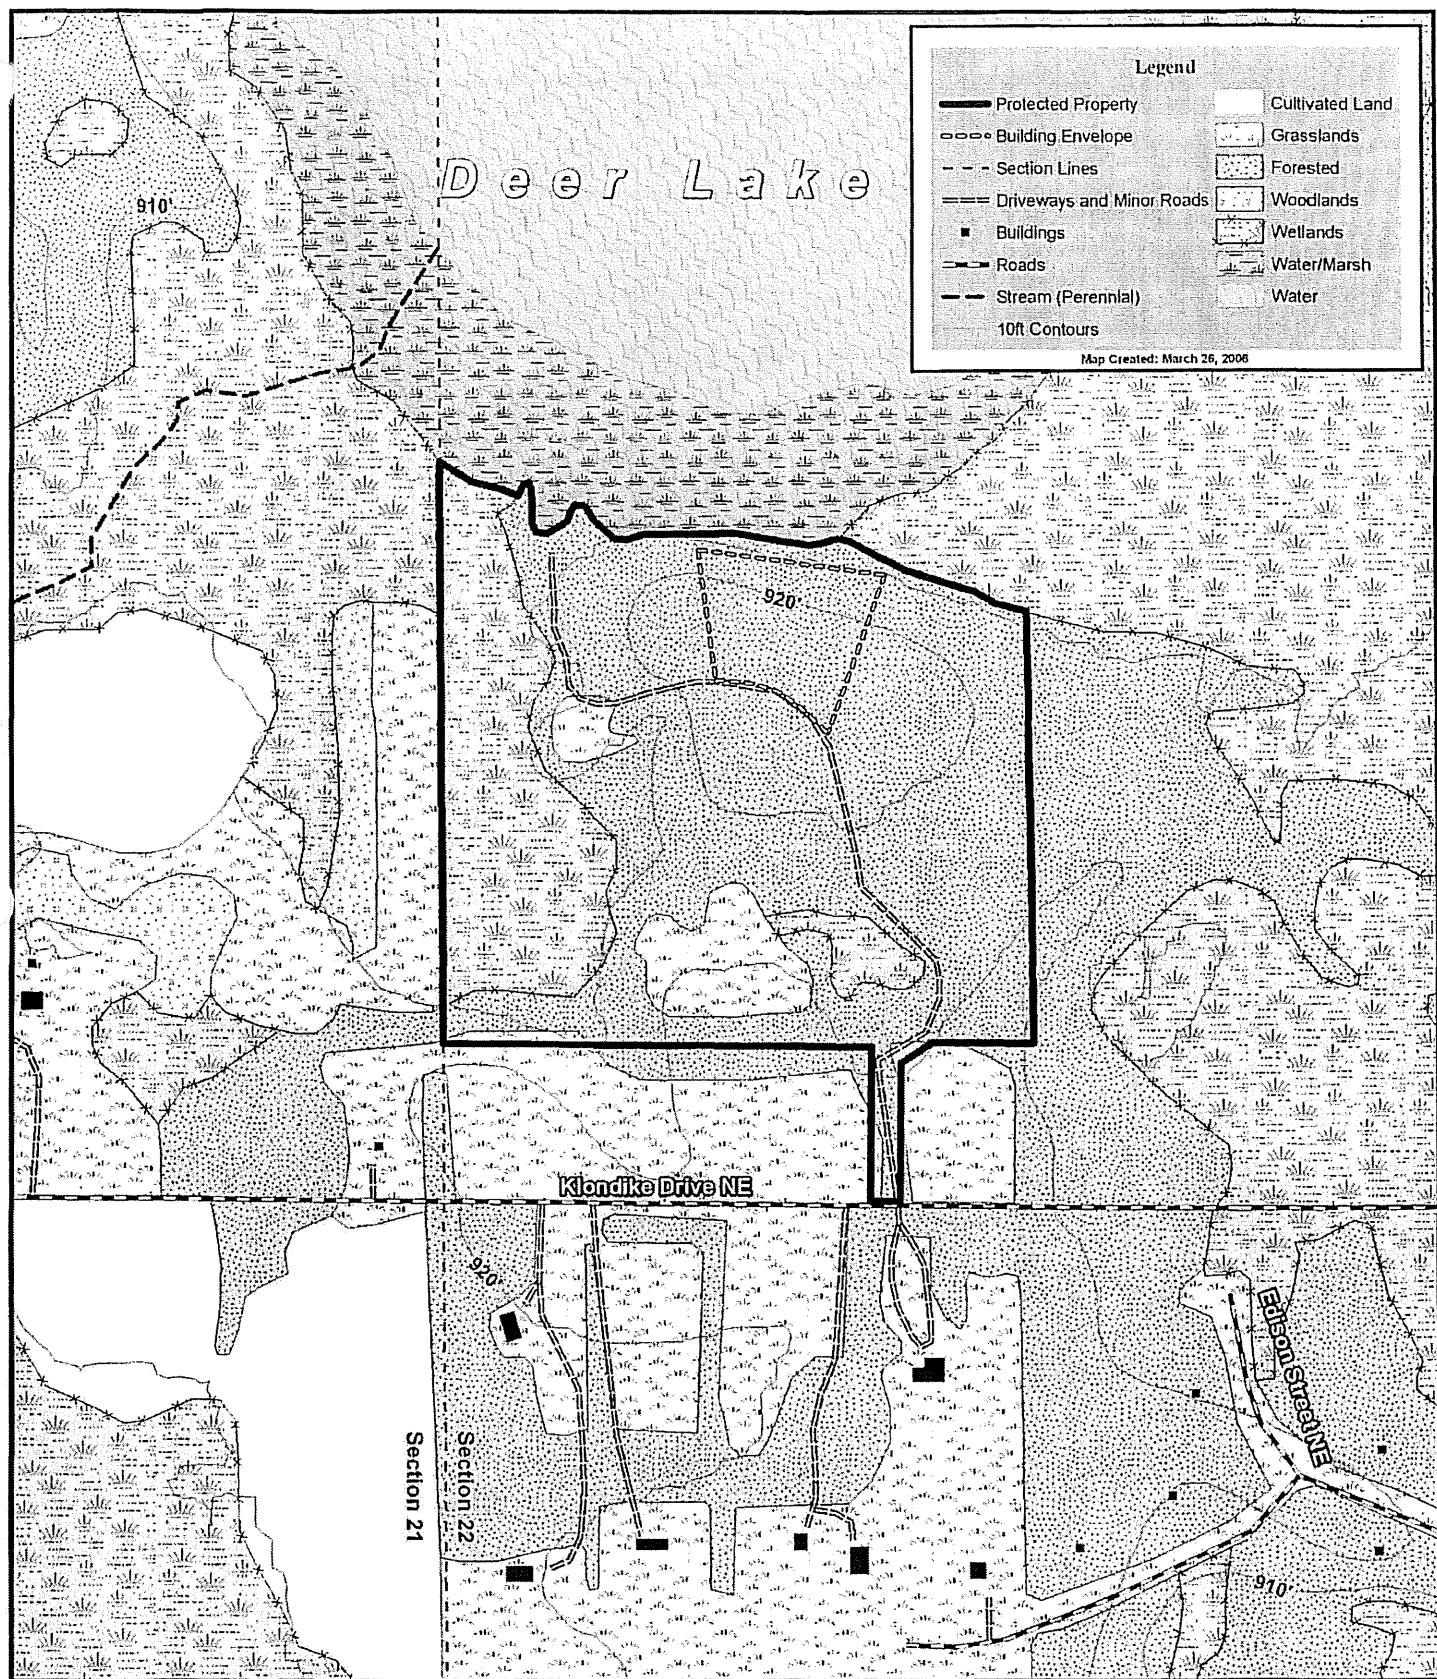 Legend
Protected Property
Building Envelope
Section Lines
Driveways and Minor Roads
Buildings
Roads
Stream (Perennial)
10ft Contours
Cultivated Land
Grasslands
Forested
Woodlands
Wetlands
Water/Marsh
Water
Map Created: March 26, 2008
Deer Lake
910'
920'
Klondike Drive NE
920'
Section 21
Section 22
Edison Street NE
910'